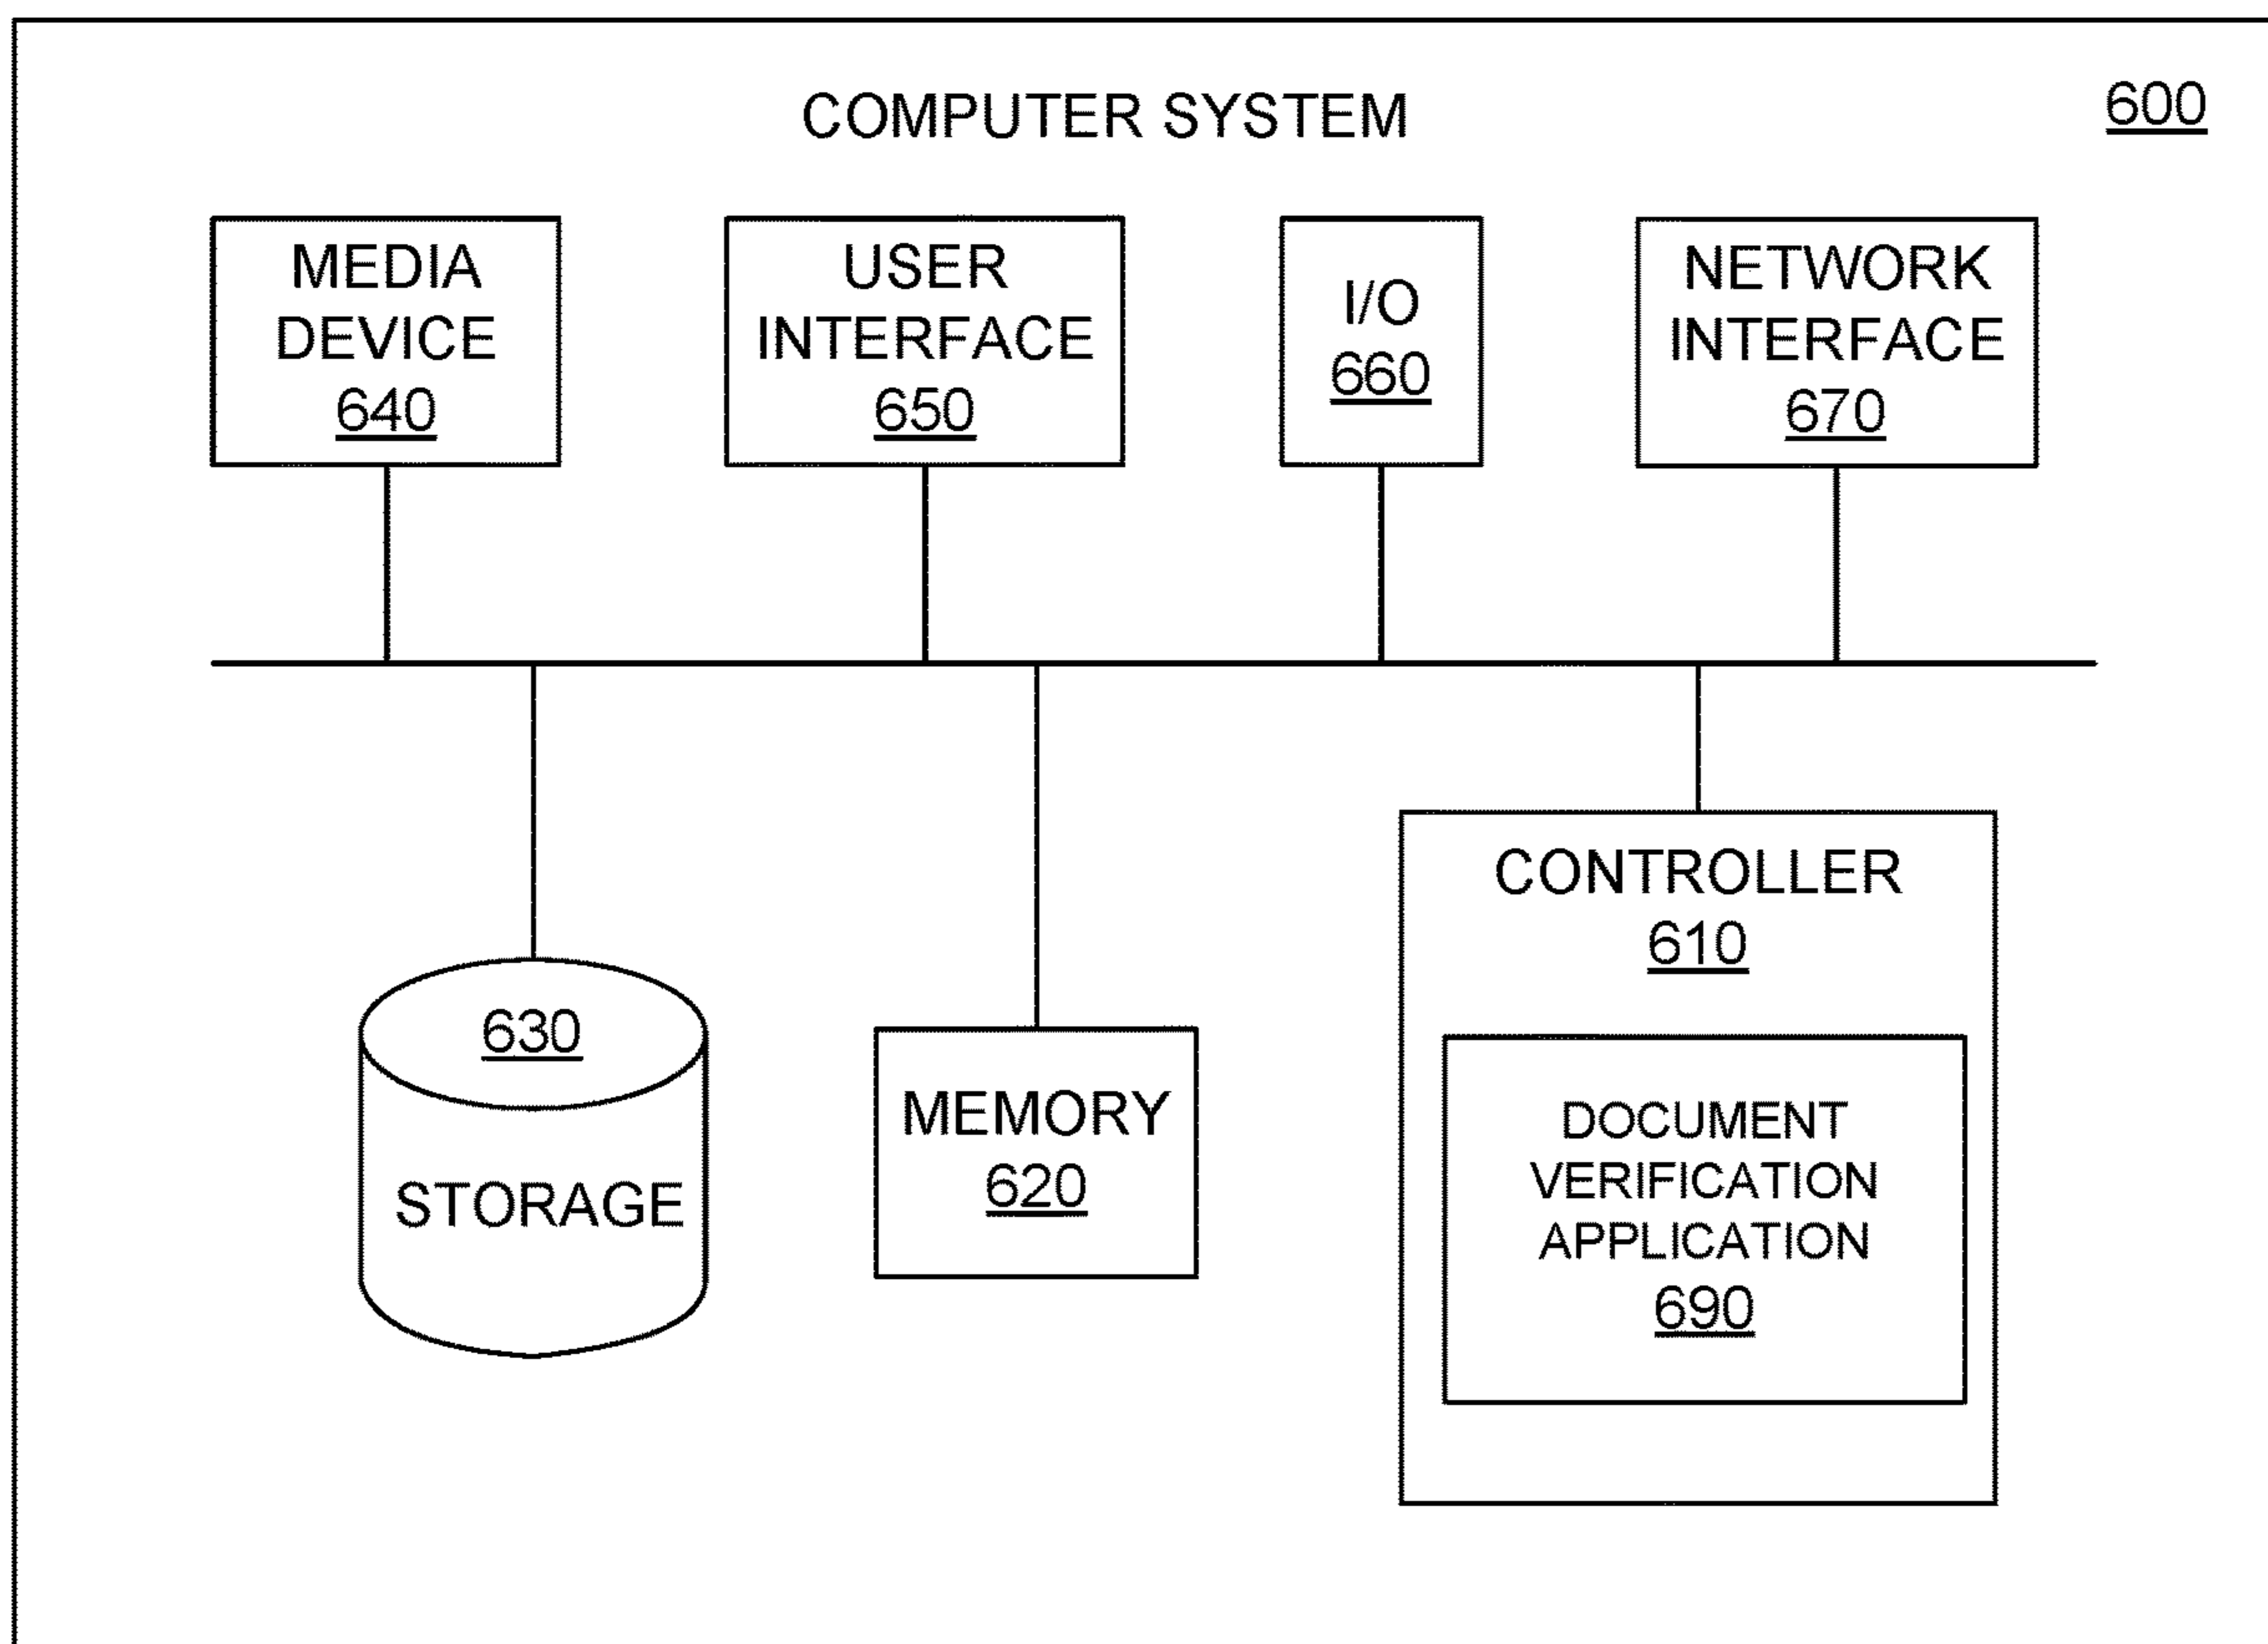 COMPUTER SYSTEM
600
MEDIA
DEVICE
640
USER
INTERFACE
650
I/O
660
NETWORK
INTERFACE
670
CONTROLLER
610
630
STORAGE
MEMORY
620
DOCUMENT
VERIFICATION
APPLICATION
690